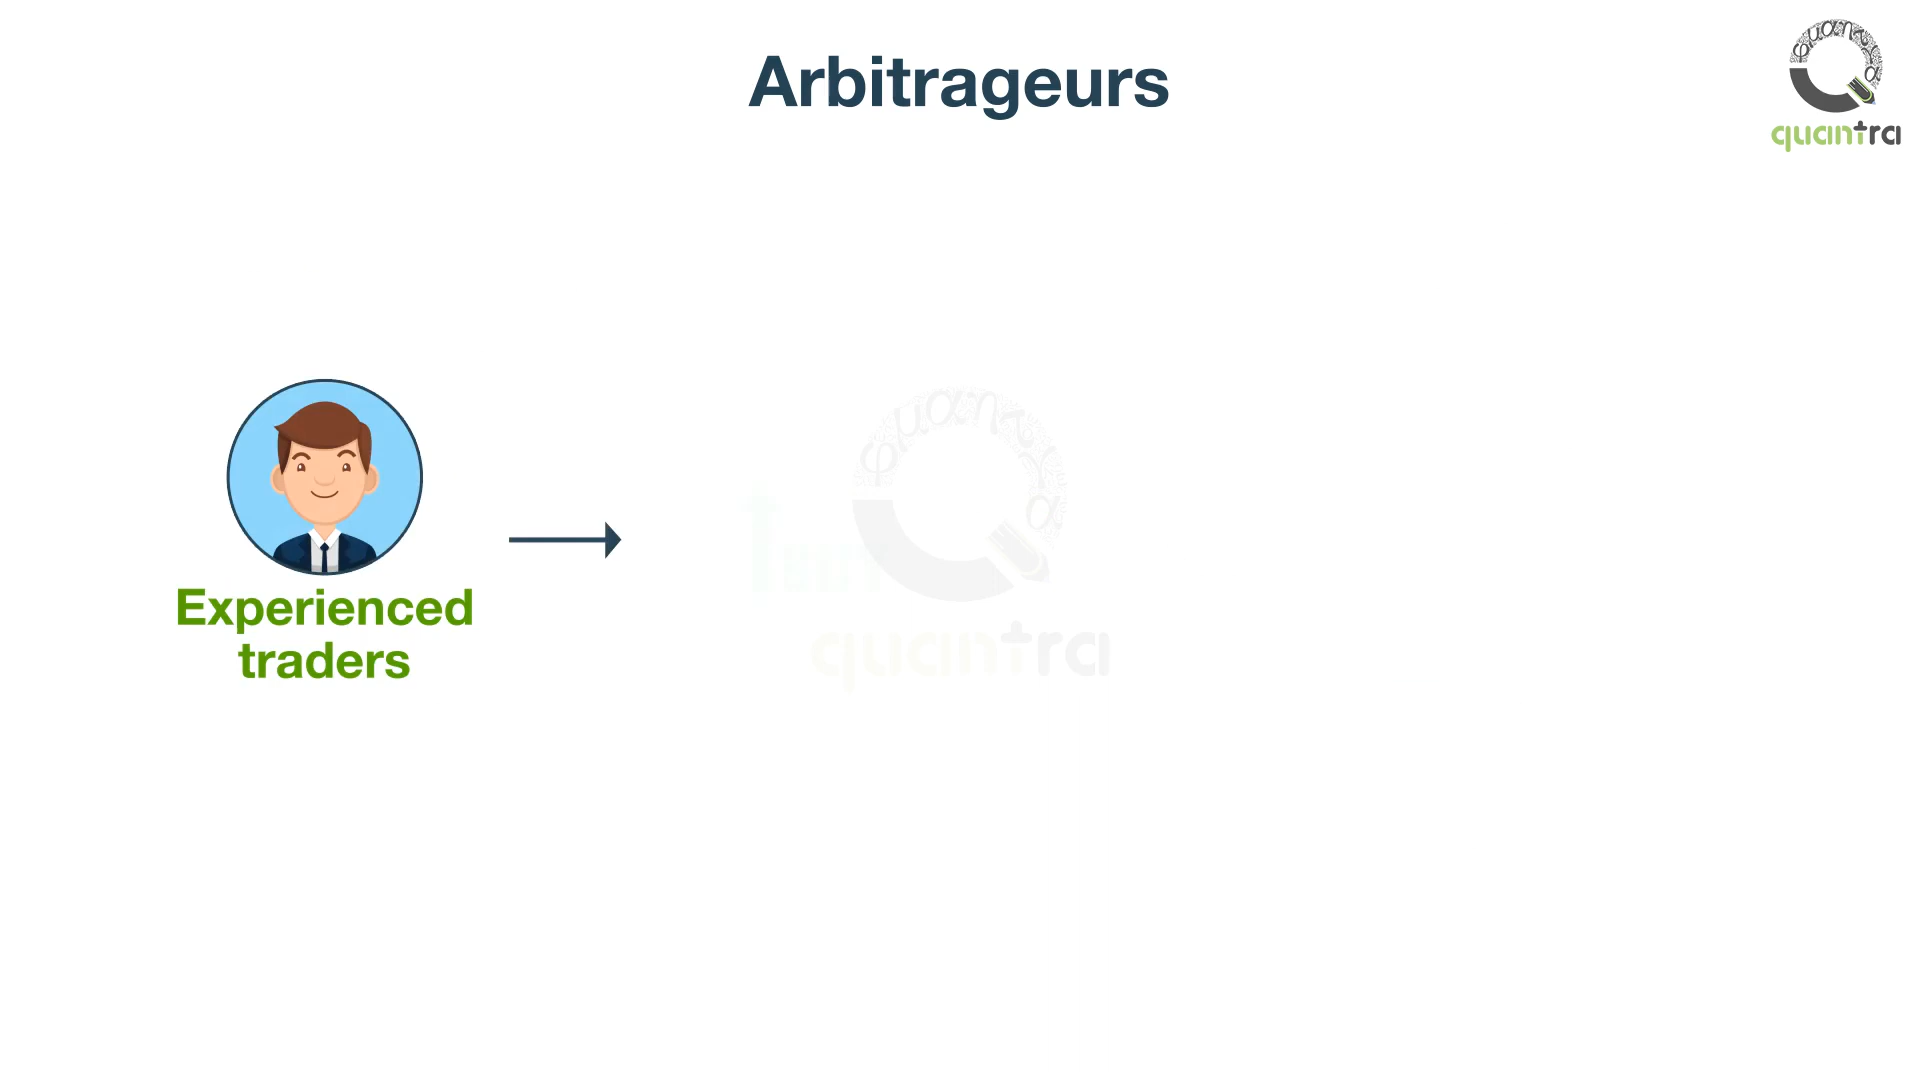 Arbitrageurs
quantra
Experienced
traders
quantra